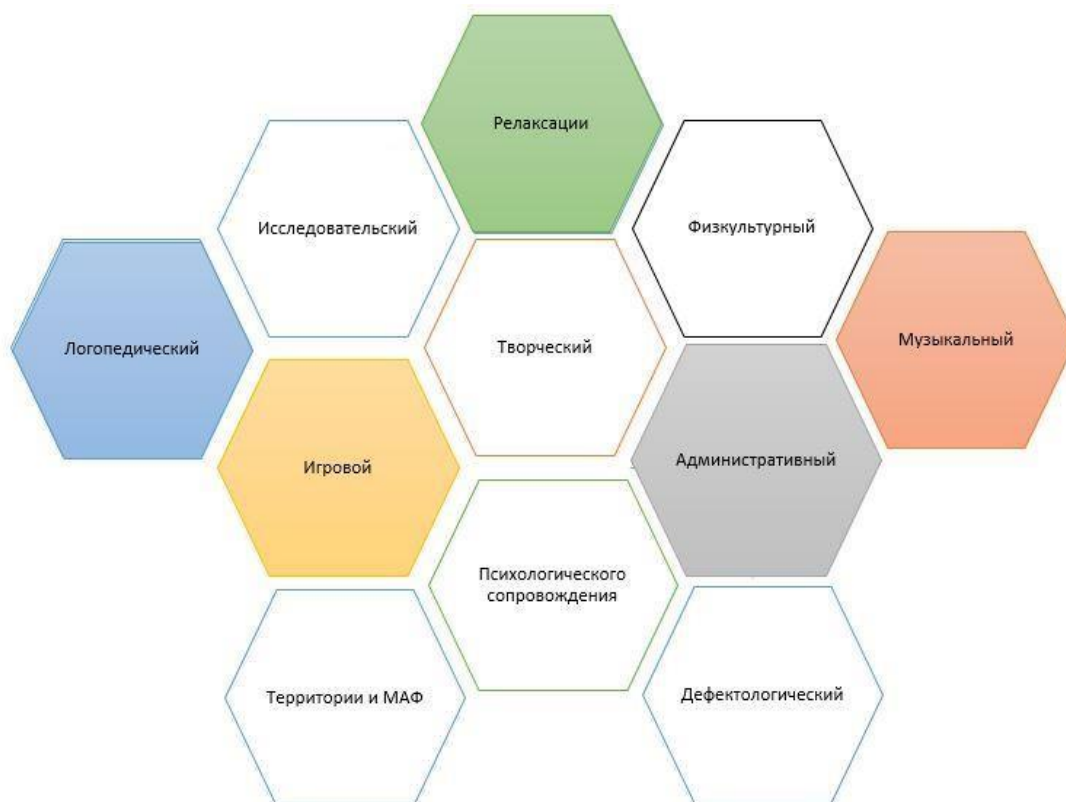 Релаксации
Исследовательский
Физкультурный
Логопедический
Творческий
Музыкальный
Игровой
Административный
Психологического
сопровождения
Территории и МАФ
Дефектологический